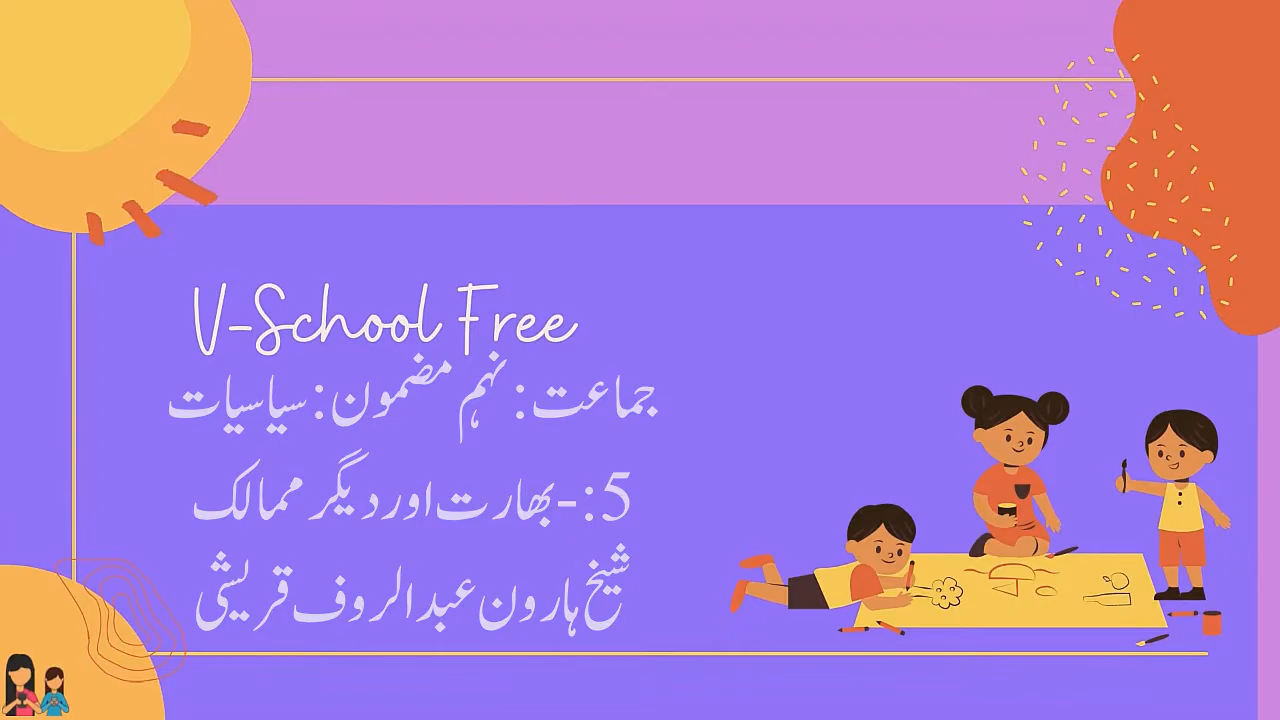 V-School Free
جماعت: نہم مضمون: سیاسیات
5:-بھارت اور دیگر ممالک
شیخ ہارون عبدالروف قریشی